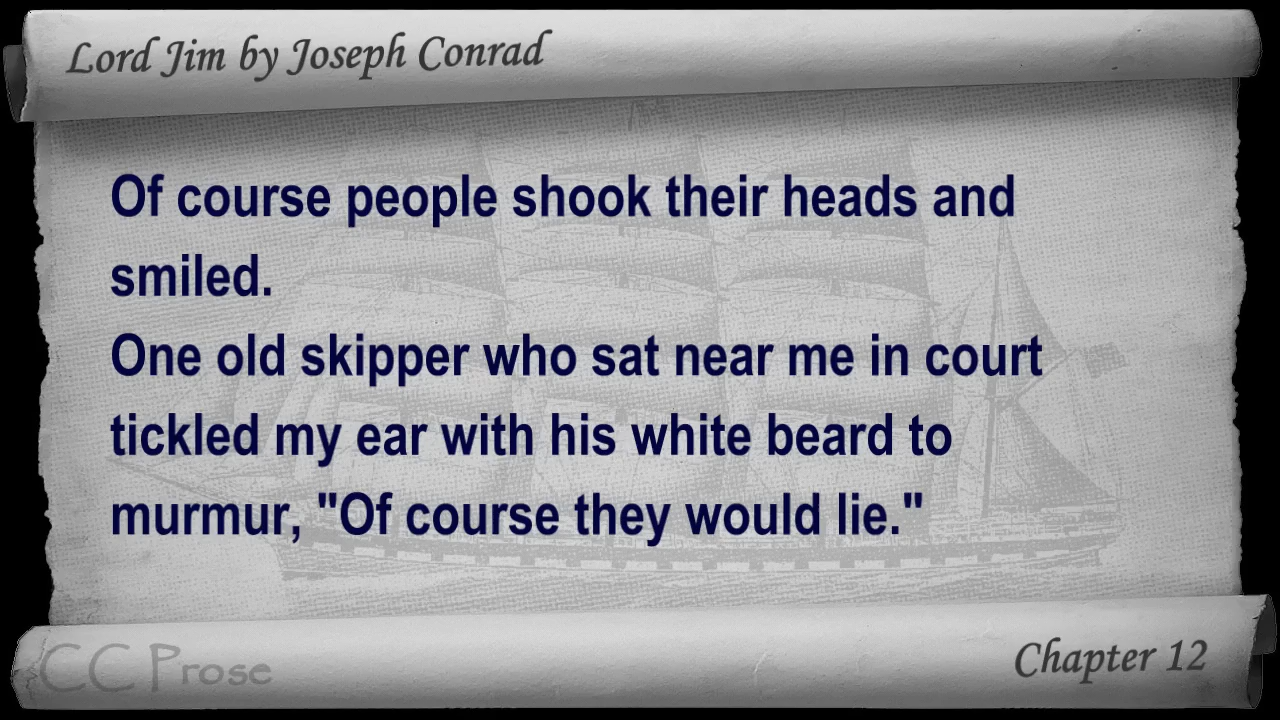 Lord Jim by Joseph Conrad
Of course people shook their heads and
smiled.
One old skipper who sat near me in court
tickled my ear with his white beard to
murmur, "Of course they would lie."
CC Prose
Chapter 12